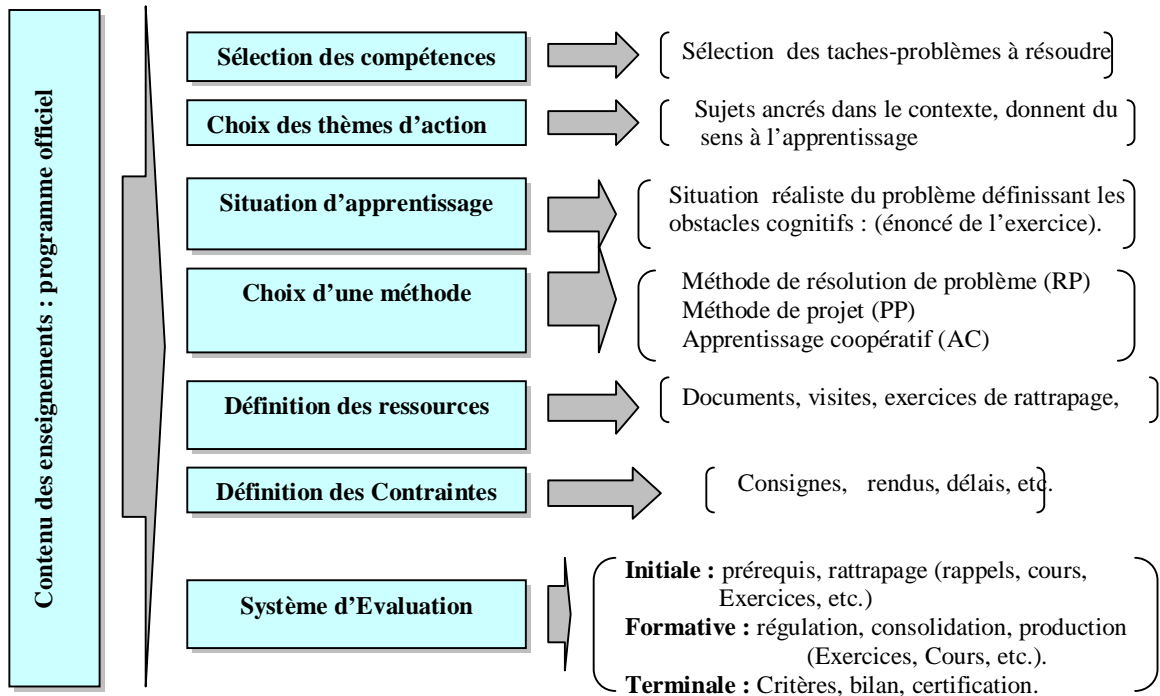 Contenu des enseignements : programme officiel
Sélection des compétences
Sélection des taches-problèmes à résoudre
Choix des thèmes d'action
Sujets ancrés dans le contexte, donnent du
sens à l'apprentissage
Situation d'apprentissage
Situation réaliste du problème définissant les
obstacles cognitifs : (énoncé de l'exercice).
Choix d'une méthode
Méthode de résolution de problème (RP)
Méthode de projet (PP)
Apprentissage coopératif (AC)
Définition des ressources
Documents, visites, exercices de rattrapage,
Définition des Contraintes
Consignes, rendus, délais, etc.
Système d'Evaluation
Initiale : prérequis, rattrapage (rappels, cours,
Exercices, etc.)
Formative : régulation, consolidation, production
(Exercices, Cours, etc.).
Terminale : Critères, bilan, certification.